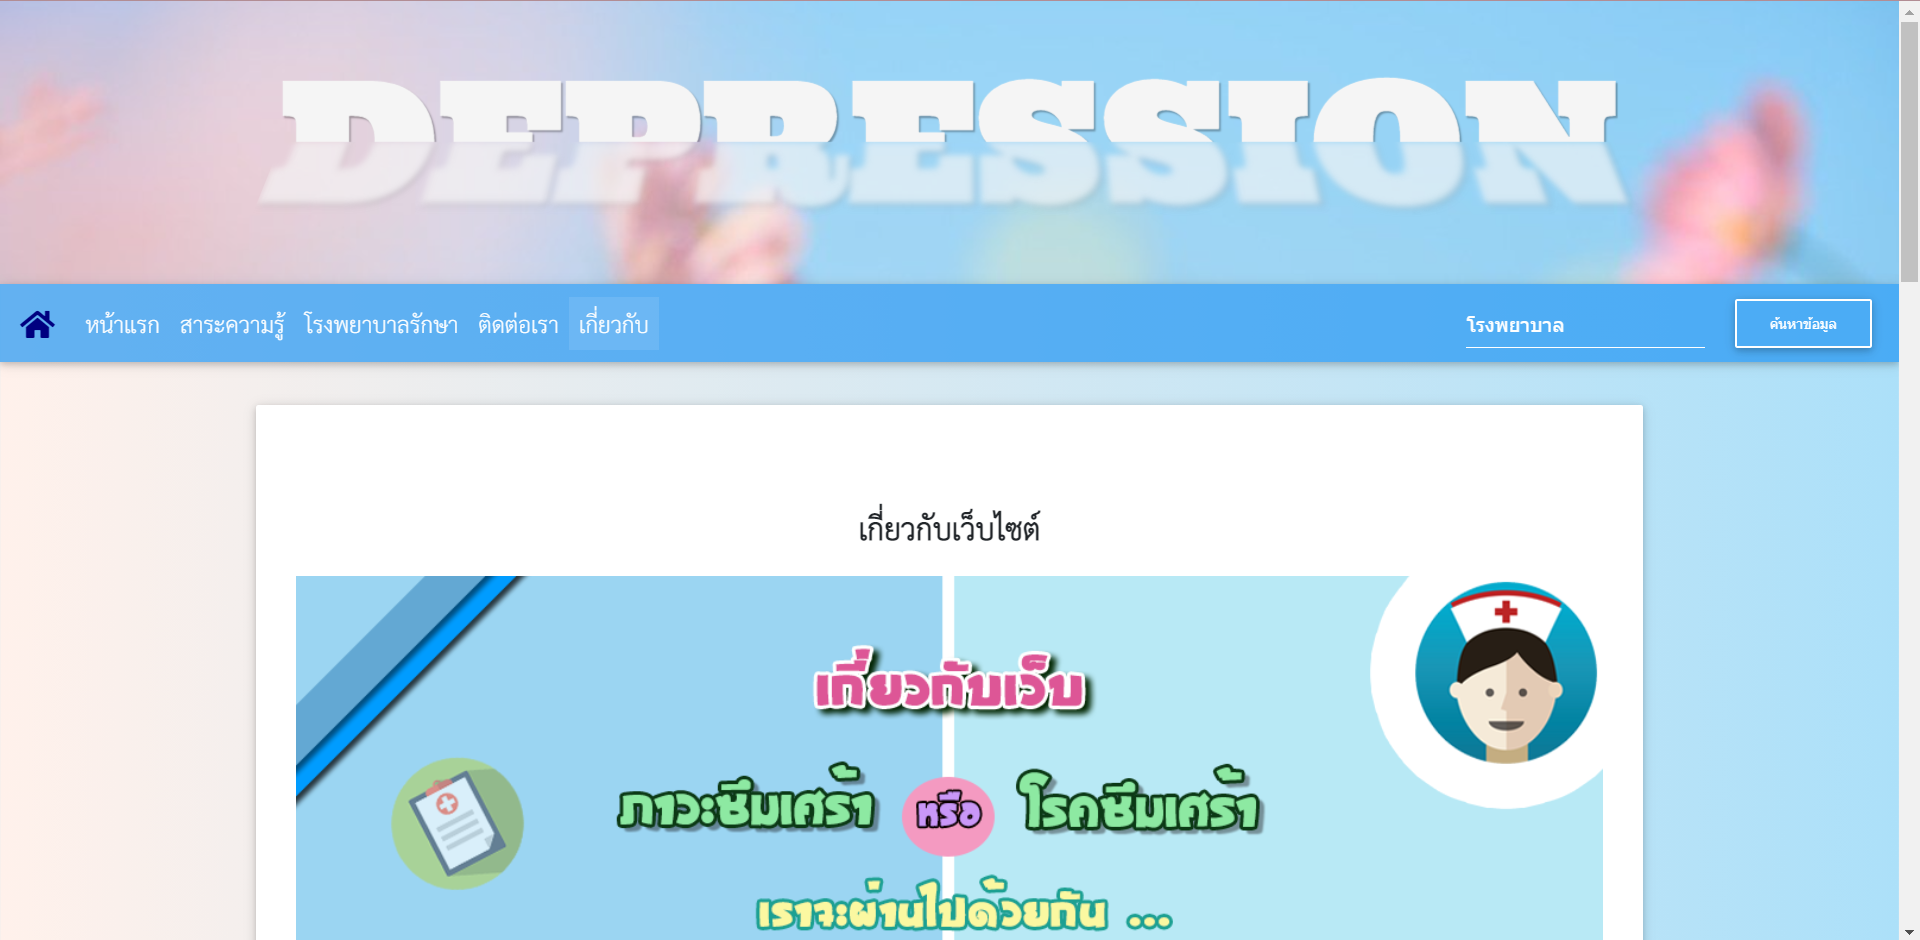 DEPRESSION
หน้าแรก สาระความรู้ โรงพยาบาลรักษา ติดต่อเรา เกี่ยวกับ โรงพยาบาล ค้นหาข้อมูล
เกี่ยวกับเว็บไซต์
เกี่ยวกับเว็บ
ภาวะซึมเศร้า หรือ โรคซึมเศร้า
เราจะผ่านไปด้วยกัน ...